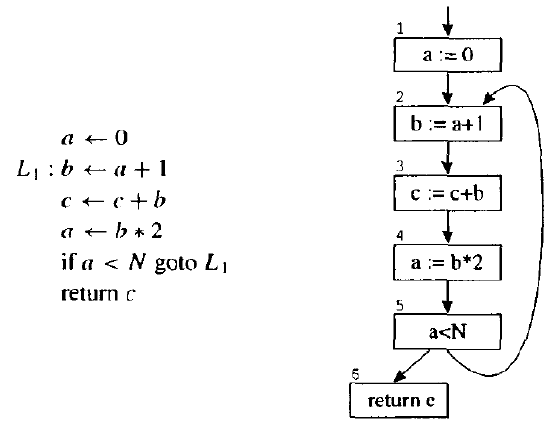 a ← 0
L₁ : b ← a + 1
c ← c + b
a ← b * 2
if a < N goto L₁
return c
1
a := 0
2
b := a+1
3
c := c+b
4
a := b*2
5
a<N
6
return c